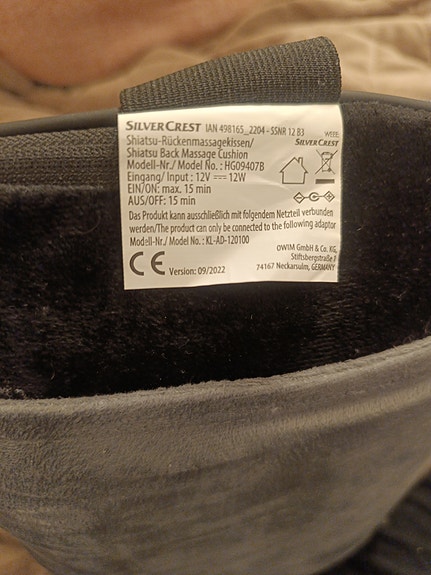 SILVERCREST IAN 498165_2204 - SSNR 12 B3
Shiatsu-Rückenmassagekissen/
Shiatsu Back Massage Cushion
Modell-Nr./ Model No. : HG09407B
Eingang/ Input : 12V ⎓ 12W
EIN/ON: max. 15 min
AUS/OFF: 15 min
WEEE
SILVERCREST
Das Produkt kann ausschließlich mit folgendem Netzteil verbunden
werden/The product can only be connected to the following adaptor
Modell-Nr./ Model No. : KL-AD-120100
CE Version: 09/2022
OWIM GmbH & Co. KG,
Stiftsbergstraße 1
74167 Neckarsulm, GERMANY